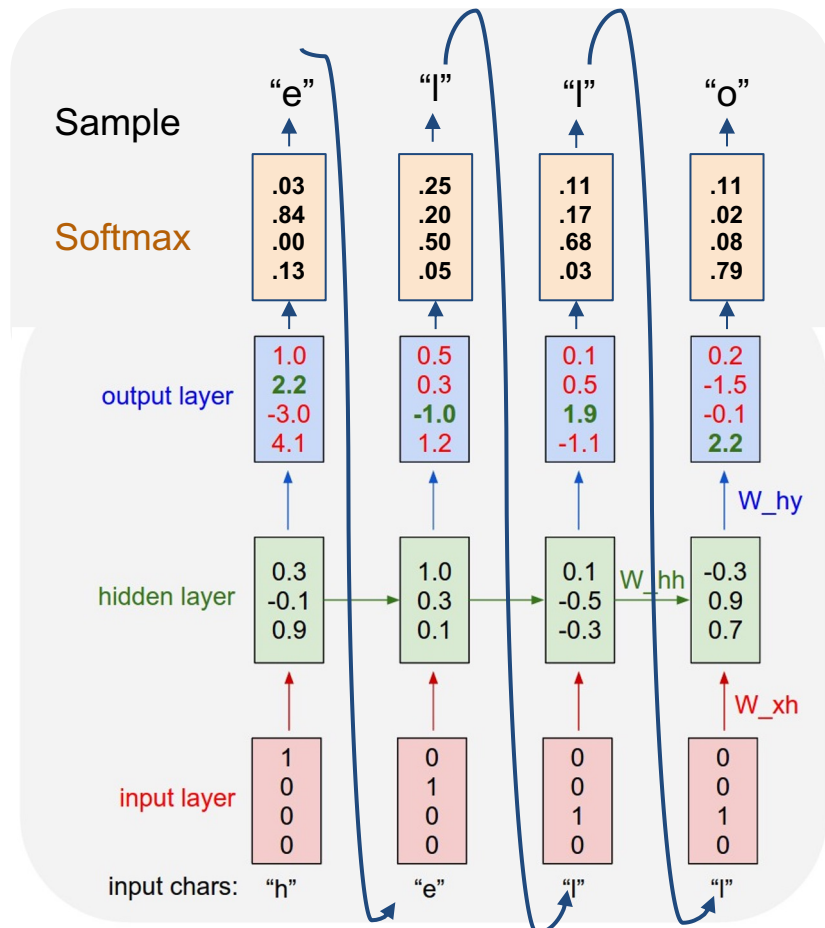 “e” “l” “l” “o”
Sample
.03 .25 .11 .11
.84 .20 .17 .02
Softmax
.00 .50 .68 .08
.13 .05 .03 .79
1.0 0.5 0.1 0.2
2.2 0.3 0.5 -1.5
output layer
-3.0 -1.0 1.9 -0.1
4.1 1.2 -1.1 2.2
W_hy
0.3 1.0 0.1 -0.3
W_hh
hidden layer -0.1 0.3 -0.5 0.9
0.9 0.1 -0.3 0.7
W_xh
1 0 0 0
0 1 0 0
input layer
0 0 1 1
0 0 0 0
input chars: “h” “e” “l” “l”